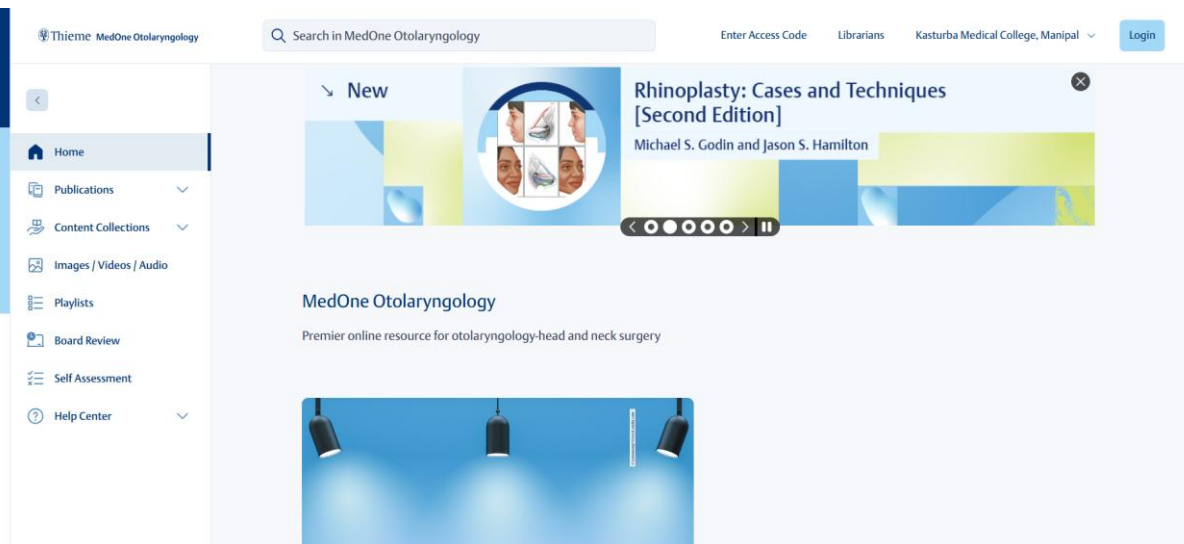 Thieme MedOne Otolaryngology
Search in MedOne Otolaryngology
Enter Access Code
Librarians
Kasturba Medical College, Manipal
Login
Home
Publications
Content Collections
Images / Videos / Audio
Playlists
Board Review
Self Assessment
Help Center
New
Rhinoplasty: Cases and Techniques
[Second Edition]
Michael S. Godin and Jason S. Hamilton
MedOne Otolaryngology
Premier online resource for otolaryngology-head and neck surgery